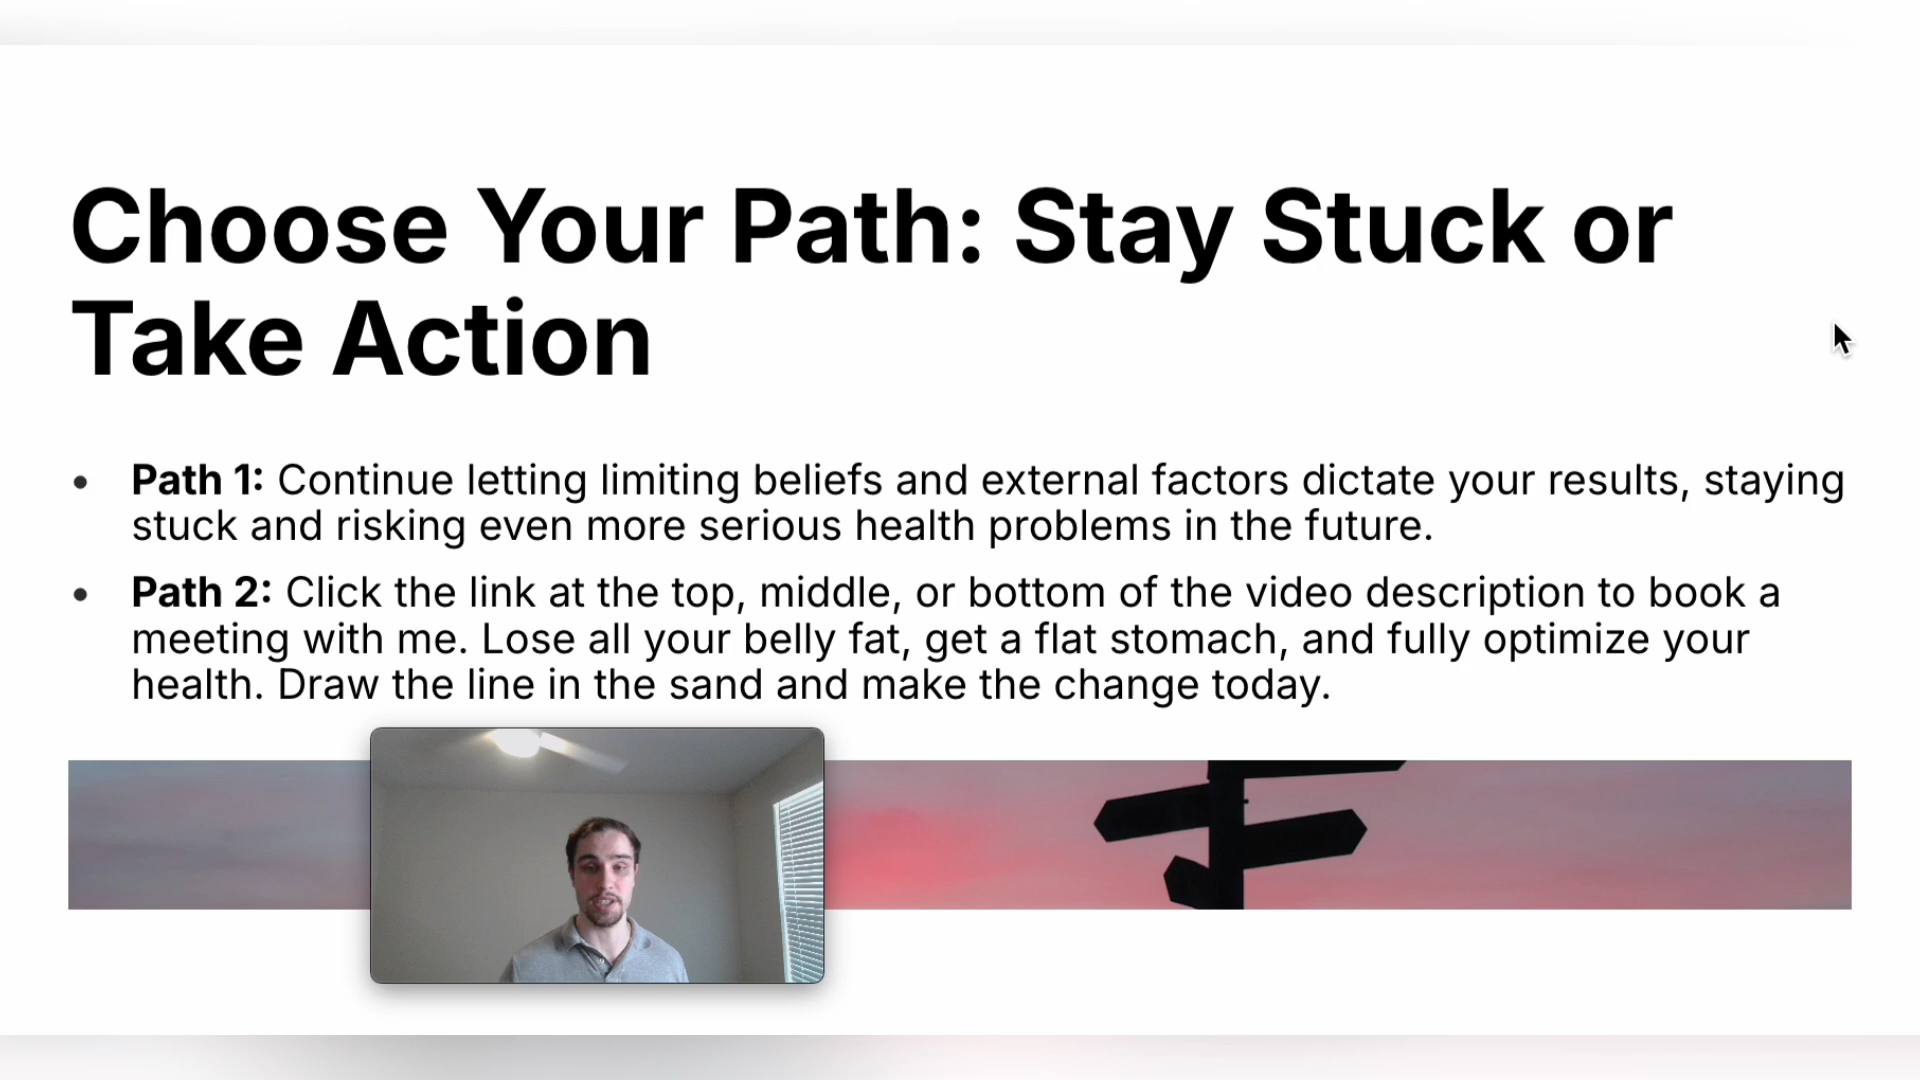 Choose Your Path: Stay Stuck or
Take Action
• Path 1: Continue letting limiting beliefs and external factors dictate your results, staying
stuck and risking even more serious health problems in the future.
• Path 2: Click the link at the top, middle, or bottom of the video description to book a
meeting with me. Lose all your belly fat, get a flat stomach, and fully optimize your
health. Draw the line in the sand and make the change today.